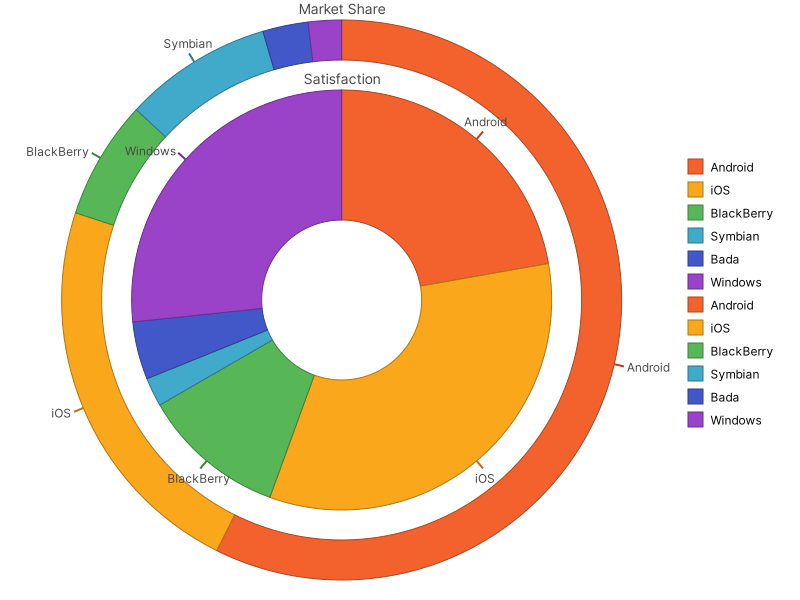 Market Share
Symbian
Satisfaction
Android
BlackBerry
Windows
Android
iOS
BlackBerry
iOS
Android
iOS
BlackBerry
Symbian
Bada
Windows
Android
iOS
BlackBerry
Symbian
Bada
Windows